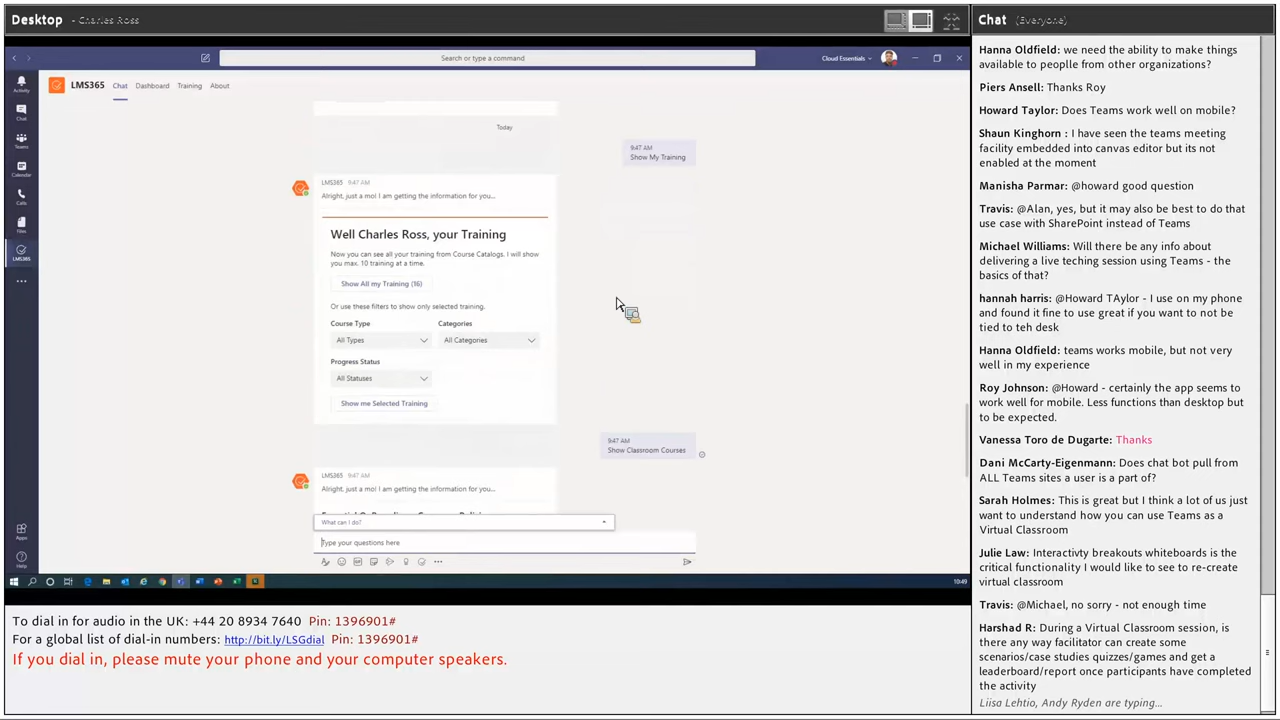 Desktop - Charles Ross
Search or type a command
Cloud Essentials
LMS365 Chat Dashboard Training About
Activity
Chat
Teams
Calendar
Calls
Files
LMS365
Apps
Help
Today
9:47 AM
Show My Training
LMS365 9:47 AM
Alright, just a mo! I am getting the information for you...
Well Charles Ross, your Training
Now you can see all your training from Course Catalogs. I will show
you max. 10 training at a time.
Show All my Training (16)
Or use these filters to show only selected training.
Course Type Categories
All Types All Categories
Progress Status
All Statuses
Show me Selected Training
9:47 AM
Show Classroom Courses
LMS365 9:47 AM
Alright, just a mo! I am getting the information for you...
What can I do?
Type your questions here
10:49
To dial in for audio in the UK: +44 20 8934 7640 Pin: 1396901#
For a global list of dial-in numbers: http://bit.ly/LSGdial Pin: 1396901#
If you dial in, please mute your phone and your computer speakers.
Chat (Everyone)
Hanna Oldfield: we need the ability to make things
available to peoplle from other organizations?
Piers Ansell: Thanks Roy
Howard Taylor: Does Teams work well on mobile?
Shaun Kinghorn : I have seen the teams meeting
facility embedded into canvas editor but its not
enabled at the moment
Manisha Parmar: @howard good question
Travis: @Alan, yes, but it may also be best to do that
use case with SharePoint instead of Teams
Michael Williams: Will there be any info about
delivering a live teching session using Teams - the
basics of that?
hannah harris: @Howard TAylor - I use on my phone
and found it fine to use great if you want to not be
tied to teh desk
Hanna Oldfield: teams works mobile, but not very
well in my experience
Roy Johnson: @Howard - certainly the app seems to
work well for mobile. Less functions than desktop but
to be expected.
Vanessa Toro de Dugarte: Thanks
Dani McCarty-Eigenmann: Does chat bot pull from
ALL Teams sites a user is a part of?
Sarah Holmes: This is great but I think a lot of us just
want to understand how you can use Teams as a
Virtual Classroom
Julie Law: Interactivty breakouts whiteboards is the
critical functionality I would like to see to re-create
virtual classroom
Travis: @Michael, no sorry - not enough time
Harshad R: During a Virtual Classroom session, is
there any way facilitator can create some
scenarios/case studies quizzes/games and get a
leaderboard/report once participants have completed
the activity
Liisa Lehtio, Andy Ryden are typing...